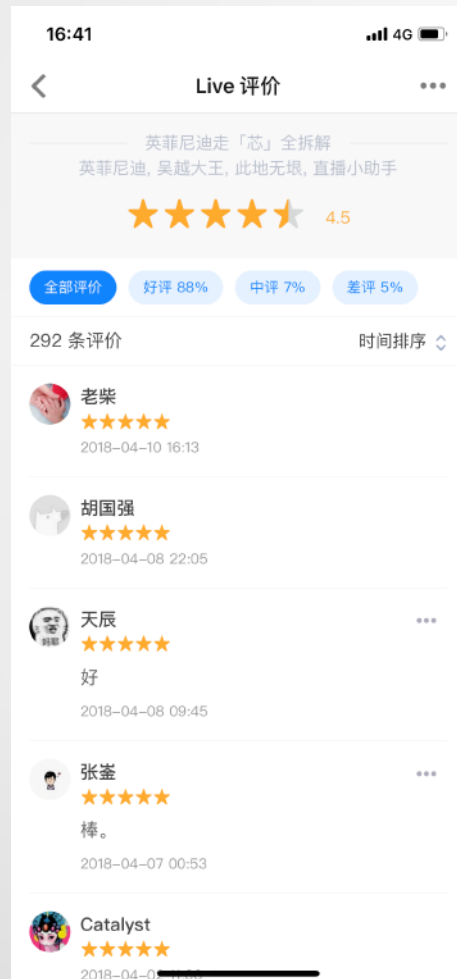 16:41
4G
Live 评价
英菲尼迪走「芯」全拆解
英菲尼迪, 吴越大王, 此地无垠, 直播小助手
4.5
全部评价 好评 88% 中评 7% 差评 5%
292 条评价 时间排序
老柴
2018-04-10 16:13
胡国强
2018-04-08 22:05
天辰
好
2018-04-08 09:45
张崟
棒。
2018-04-07 00:53
Catalyst